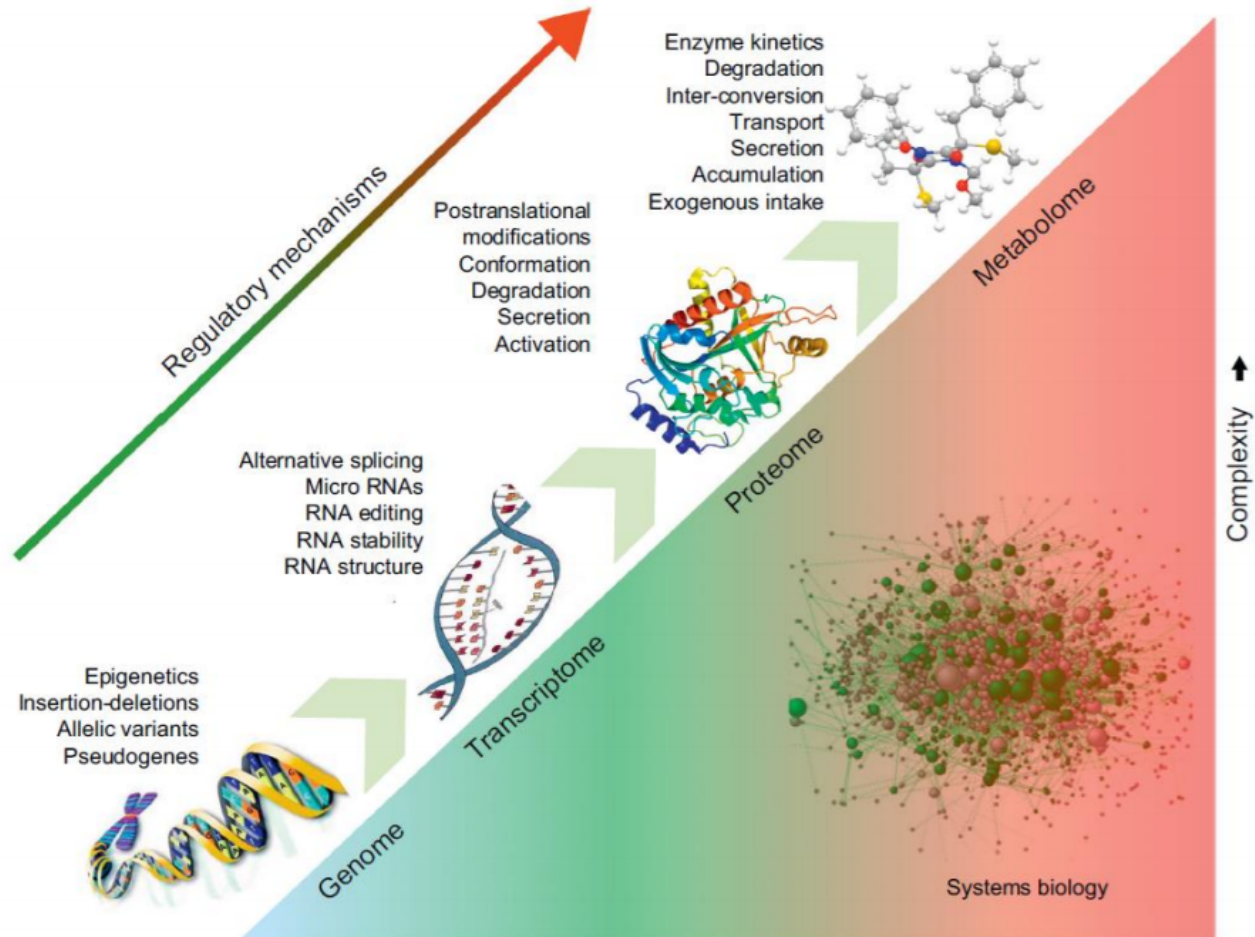 Enzyme kinetics
Degradation
Inter-conversion
Transport
Secretion
Accumulation
Exogenous intake
Regulatory mechanisms
Postranslational
modifications
Conformation
Degradation
Secretion
Activation
Metabolome
Complexity
Alternative splicing
Micro RNAs
RNA editing
RNA stability
RNA structure
Proteome
Epigenetics
Insertion-deletions
Allelic variants
Pseudogenes
Transcriptome
Genome
Systems biology